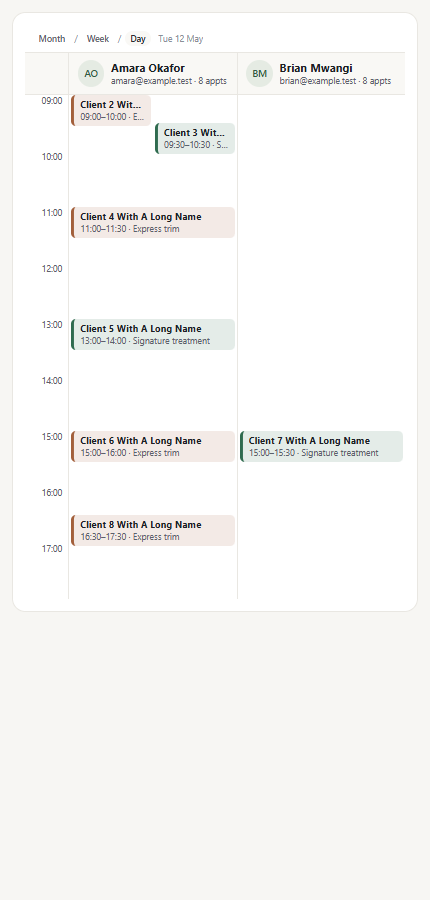 Month / Week / Day Tue 12 May
AO Amara Okafor
amara@example.test · 8 appts
BM Brian Mwangi
brian@example.test · 8 appts
09:00
Client 2 Wit...
09:00–10:00 · E...
Client 3 Wit...
09:30–10:30 · S...
10:00
11:00
Client 4 With A Long Name
11:00–11:30 · Express trim
12:00
13:00
Client 5 With A Long Name
13:00–14:00 · Signature treatment
14:00
15:00
Client 6 With A Long Name
15:00–16:00 · Express trim
Client 7 With A Long Name
15:00–15:30 · Signature treatment
16:00
Client 8 With A Long Name
16:30–17:30 · Express trim
17:00